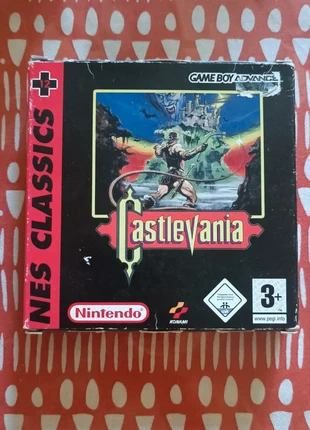 NES CLASSICS
GAME BOY ADVANCE
Castlevania
Nintendo
KONAMI
3+
www.pegi.info